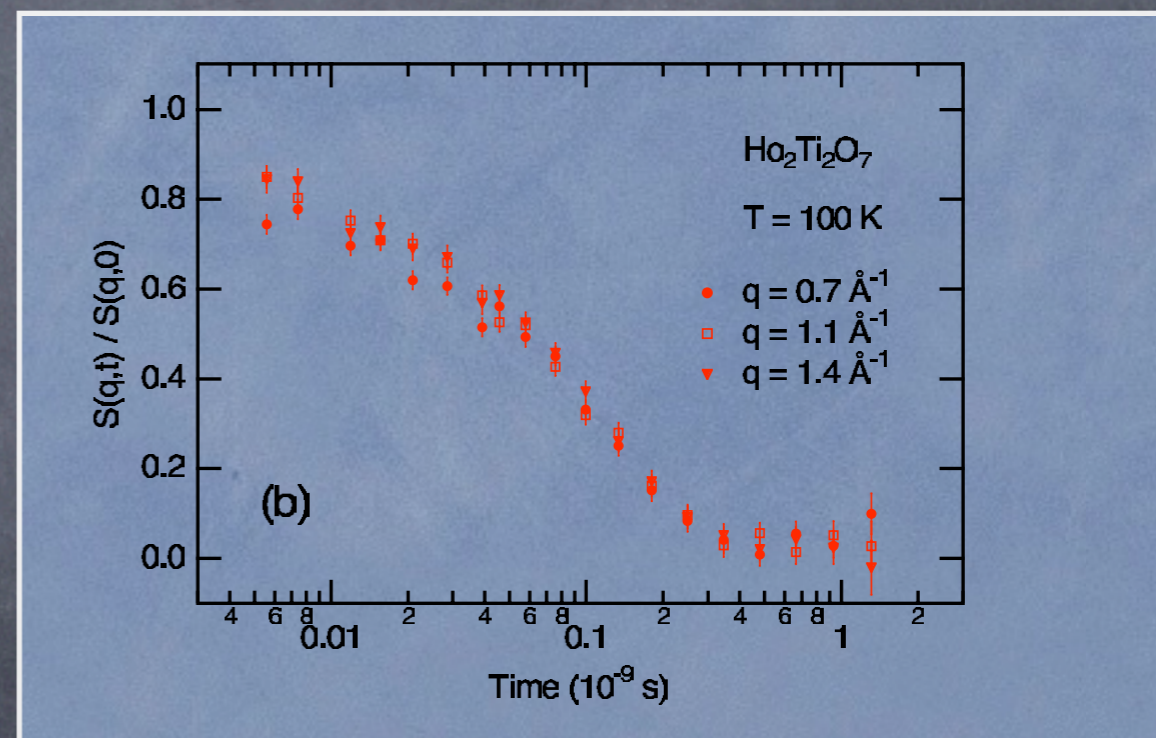 1.0
0.8
0.6
0.4
0.2
0.0
S(q,t) / S(q,0)
Ho₂Ti₂O₇
T = 100 K
q = 0.7 Å⁻¹
q = 1.1 Å⁻¹
q = 1.4 Å⁻¹
(b)
4 6 8 2 4 6 8 2 4 6 8 2
0.01 0.1 1
Time (10⁻⁹ s)